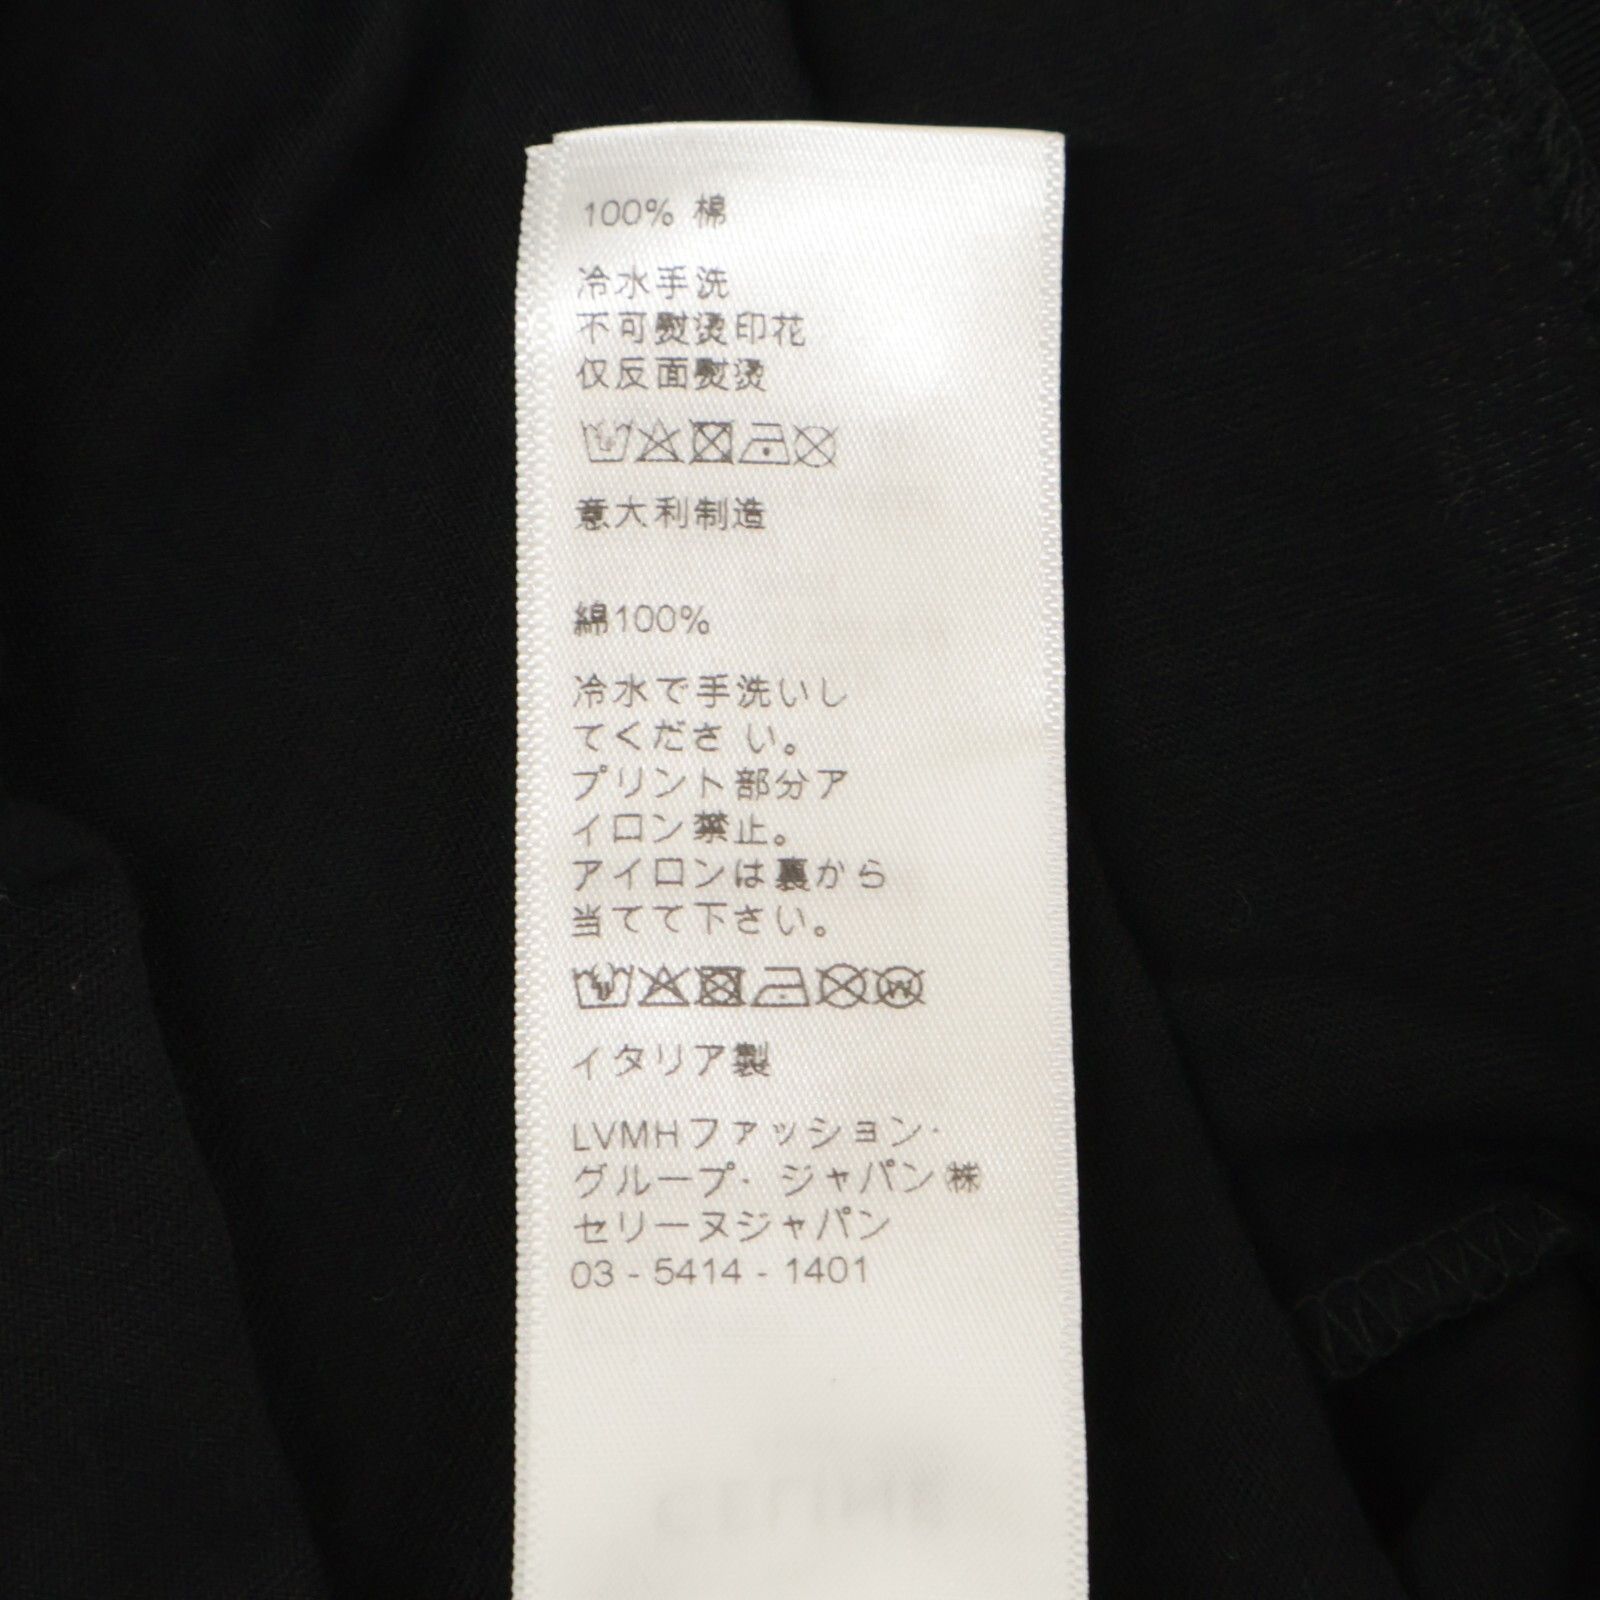 100% 棉
冷水手洗
不可熨烫印花
仅反面熨烫
意大利制造
綿100%
冷水で手洗いし
てくださ い。
プリント部分ア
イロン禁止。
アイロンは裏から
当てて下さい。
W
イタリア製
LVMHファッション・
グループ・ジャパン㈱
セリーヌジャパン
03 - 5414 - 1401